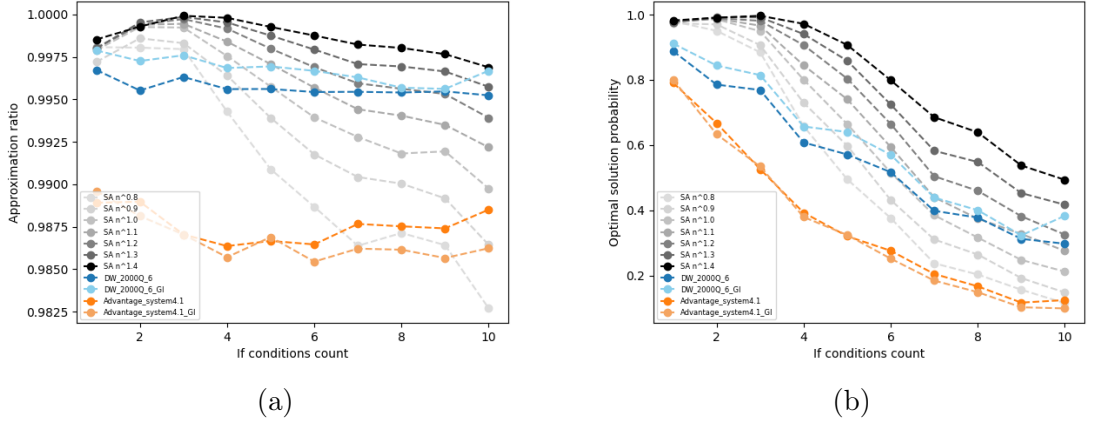 1.0000
0.9975
0.9950
0.9925
0.9900
0.9875
0.9850
0.9825
Approximation ratio
SA n^0.8
SA n^0.9
SA n^1.0
SA n^1.1
SA n^1.2
SA n^1.3
SA n^1.4
DW_2000Q_6
DW_2000Q_6_GI
Advantage_system4.1
Advantage_system4.1_GI
2 4 6 8 10
If conditions count
(a)
1.0
0.8
0.6
0.4
0.2
Optimal solution probability
SA n^0.8
SA n^0.9
SA n^1.0
SA n^1.1
SA n^1.2
SA n^1.3
SA n^1.4
DW_2000Q_6
DW_2000Q_6_GI
Advantage_system4.1
Advantage_system4.1_GI
2 4 6 8 10
If conditions count
(b)